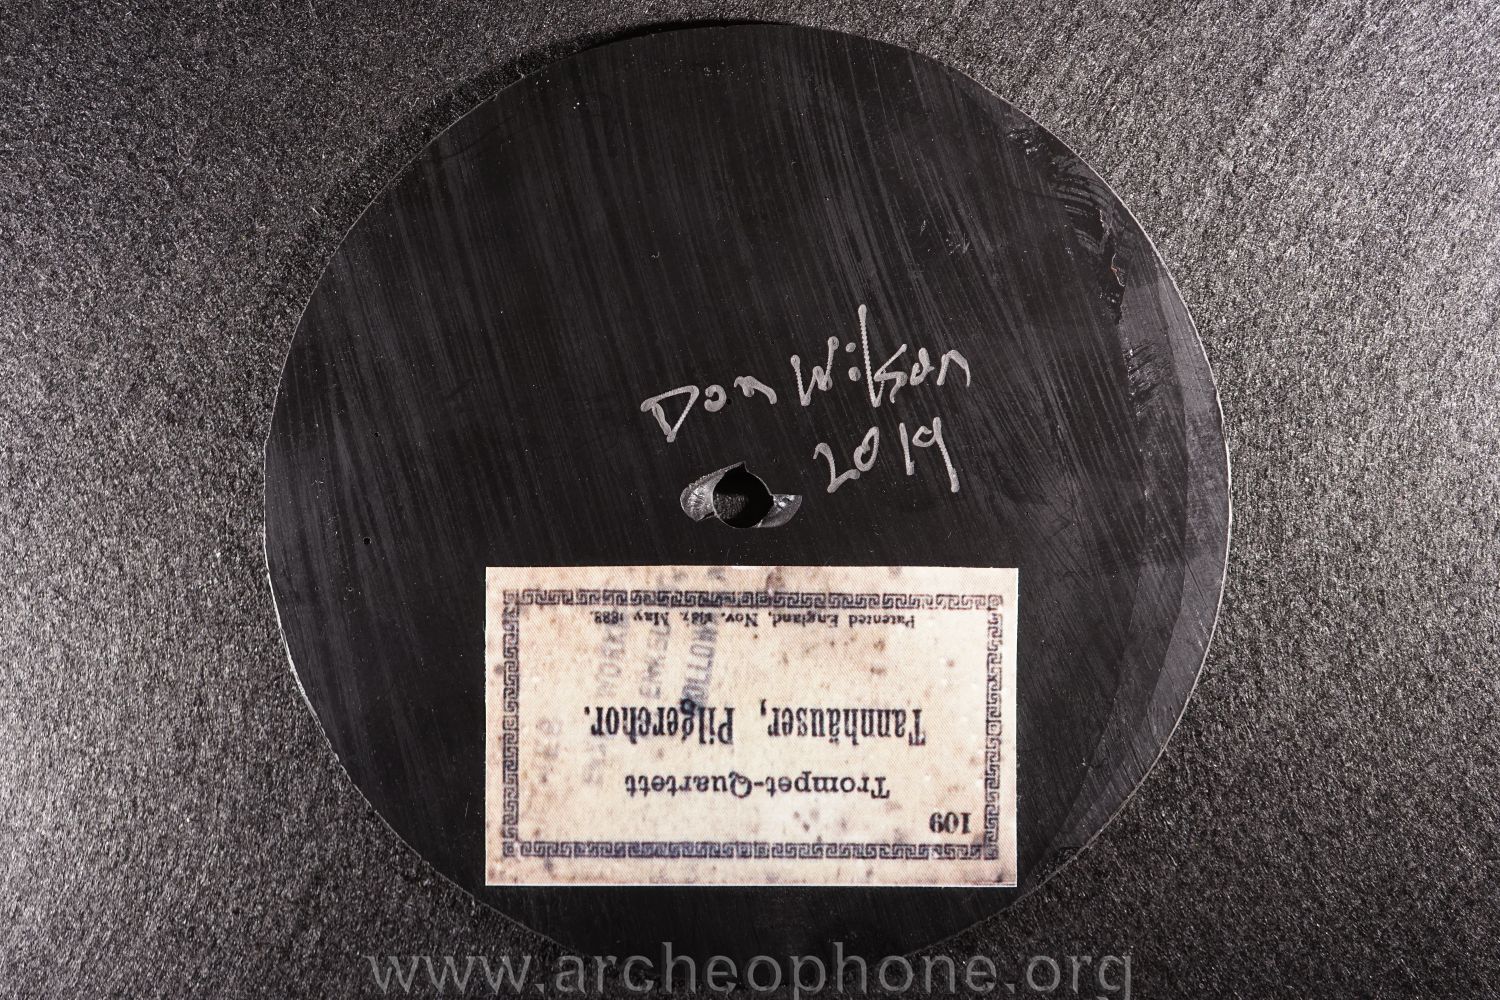 Don Wilson
2019
109
Trompet-Quartett
Tannhäuser, Pilgerchor.
Patented England, Nov. 1887, May 1888.
www.archeophone.org